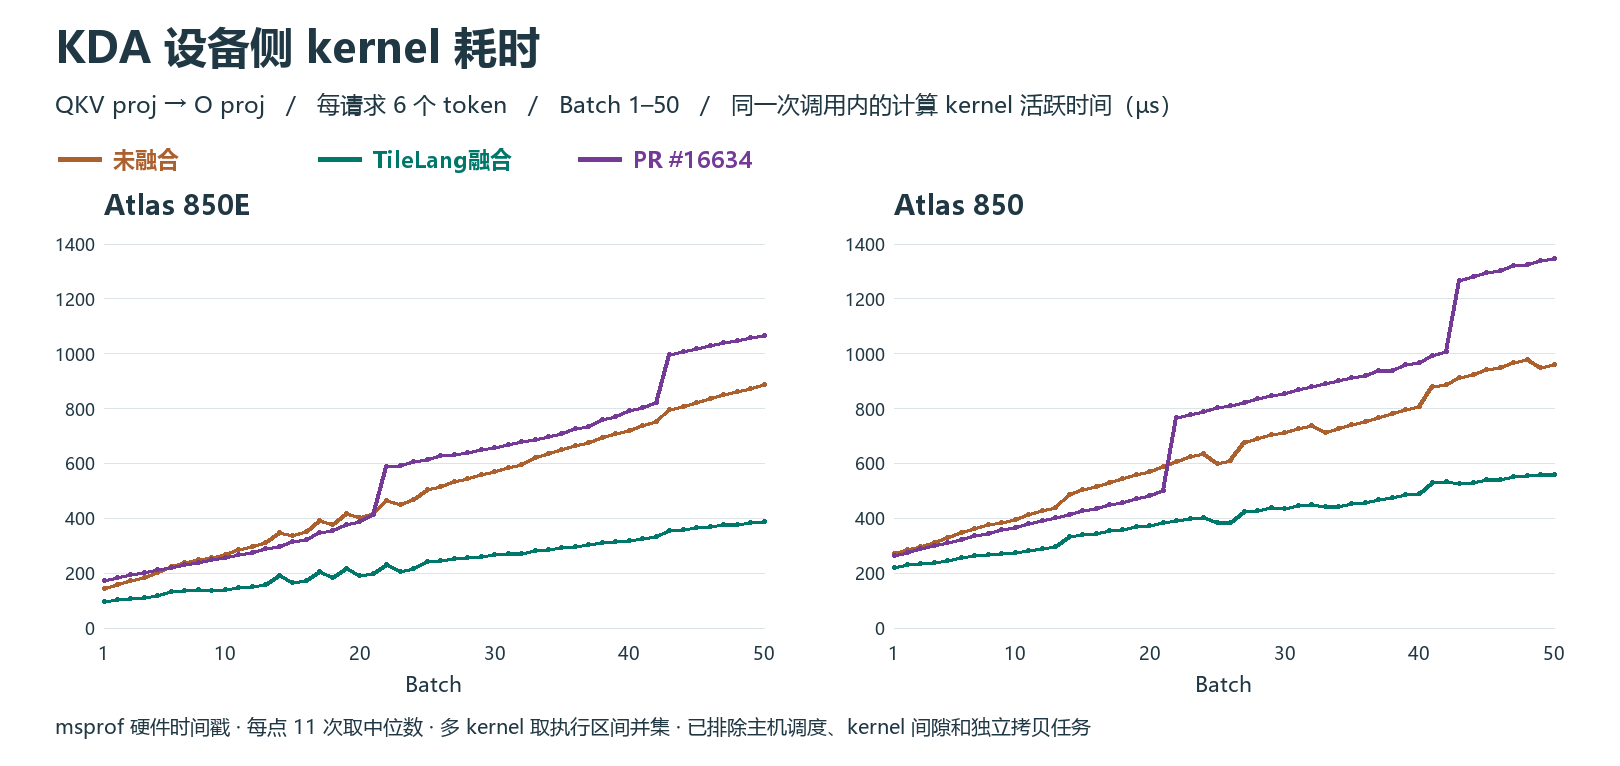 KDA 设备侧 kernel 耗时
QKV proj → O proj / 每请求 6 个 token / Batch 1–50 / 同一次调用内的计算 kernel 活跃时间（μs）
未融合 TileLang融合 PR #16634
Atlas 850E
1400
1200
1000
800
600
400
200
0
1 10 20 30 40 50
Batch
Atlas 850
1400
1200
1000
800
600
400
200
0
1 10 20 30 40 50
Batch
msprof 硬件时间戳 · 每点 11 次取中位数 · 多 kernel 取执行区间并集 · 已排除主机调度、kernel 间隙和独立拷贝任务